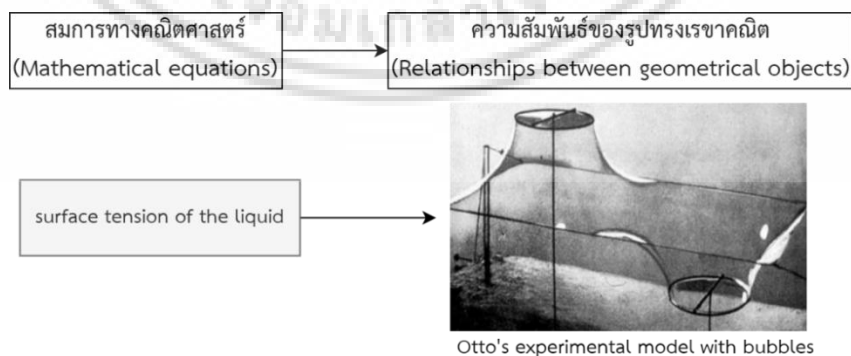 สมการทางคณิตศาสตร์
(Mathematical equations)
ความสัมพันธ์ของรูปทรงเรขาคณิต
(Relationships between geometrical objects)
surface tension of the liquid
Otto's experimental model with bubbles